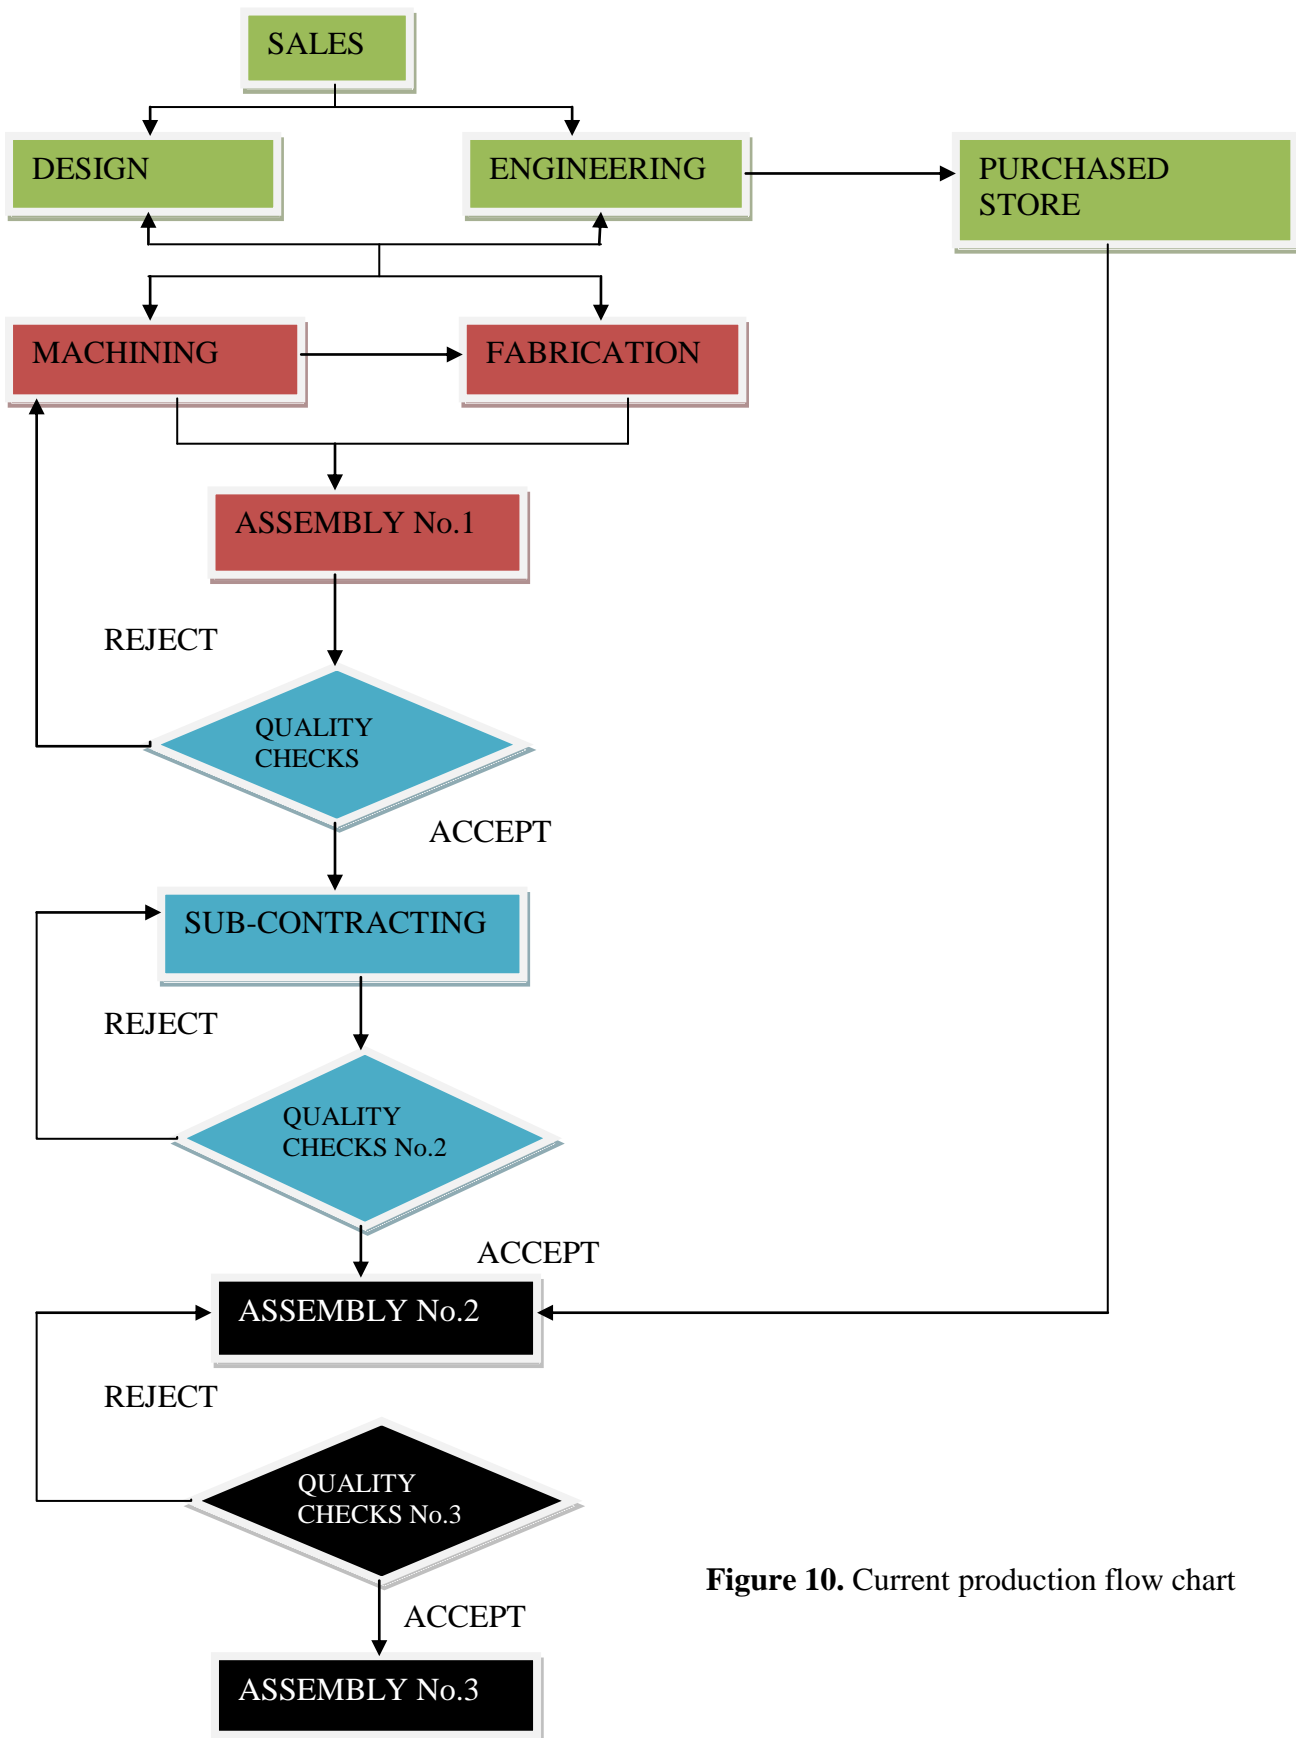 SALES
DESIGN
ENGINEERING
PURCHASED
STORE
MACHINING
FABRICATION
ASSEMBLY No.1
REJECT
QUALITY
CHECKS
ACCEPT
SUB-CONTRACTING
REJECT
QUALITY
CHECKS No.2
ACCEPT
ASSEMBLY No.2
REJECT
QUALITY
CHECKS No.3
Figure 10. Current production flow chart
ACCEPT
ASSEMBLY No.3